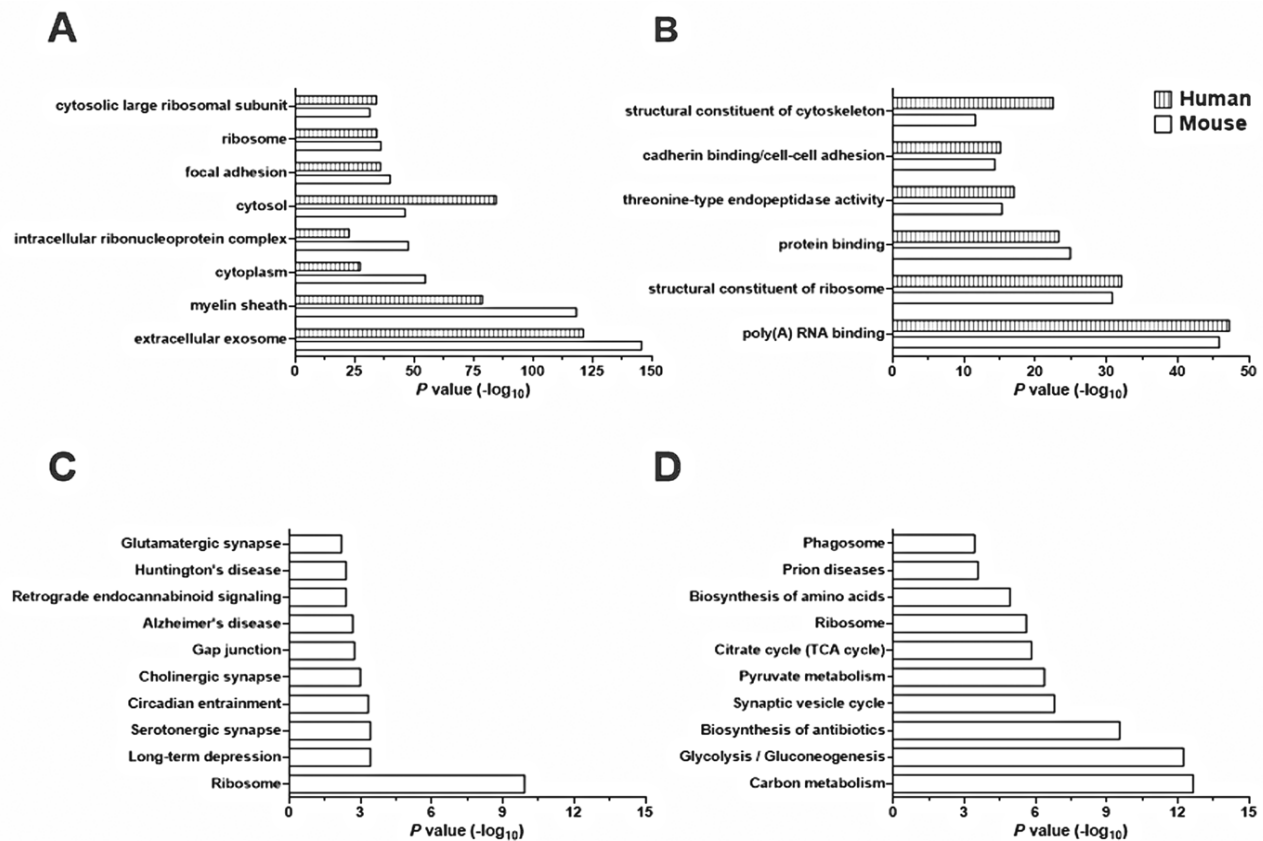 A
cytosolic large ribosomal subunit
ribosome
focal adhesion
cytosol
intracellular ribonucleoprotein complex
cytoplasm
myelin sheath
extracellular exosome
0 25 50 75 100 125 150
P value (-log10)
B
Human
Mouse
structural constituent of cytoskeleton
cadherin binding/cell-cell adhesion
threonine-type endopeptidase activity
protein binding
structural constituent of ribosome
poly(A) RNA binding
0 10 20 30 40 50
P value (-log10)
C
Glutamatergic synapse
Huntington's disease
Retrograde endocannabinoid signaling
Alzheimer's disease
Gap junction
Cholinergic synapse
Circadian entrainment
Serotonergic synapse
Long-term depression
Ribosome
0 3 6 9 12 15
P value (-log10)
D
Phagosome
Prion diseases
Biosynthesis of amino acids
Ribosome
Citrate cycle (TCA cycle)
Pyruvate metabolism
Synaptic vesicle cycle
Biosynthesis of antibiotics
Glycolysis / Gluconeogenesis
Carbon metabolism
0 3 6 9 12 15
P value (-log10)